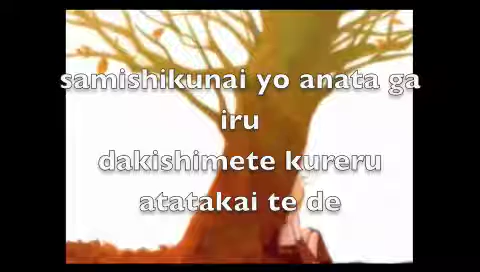 samishikunai yo anata ga
iru
dakishimete kureru
atatakai te de